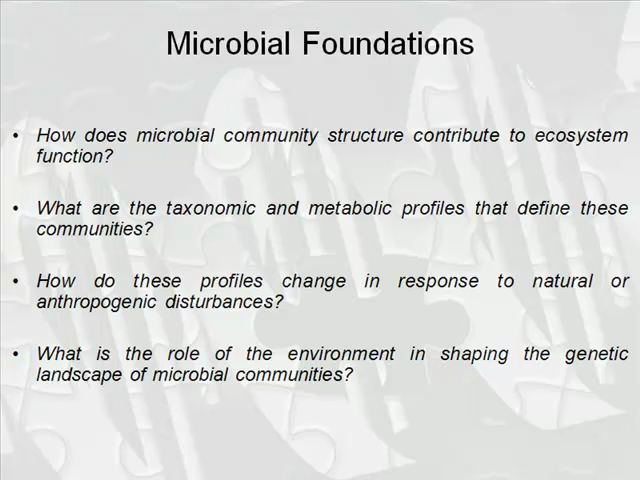 Microbial Foundations
• How does microbial community structure contribute to ecosystem
function?
• What are the taxonomic and metabolic profiles that define these
communities?
• How do these profiles change in response to natural or
anthropogenic disturbances?
• What is the role of the environment in shaping the genetic
landscape of microbial communities?